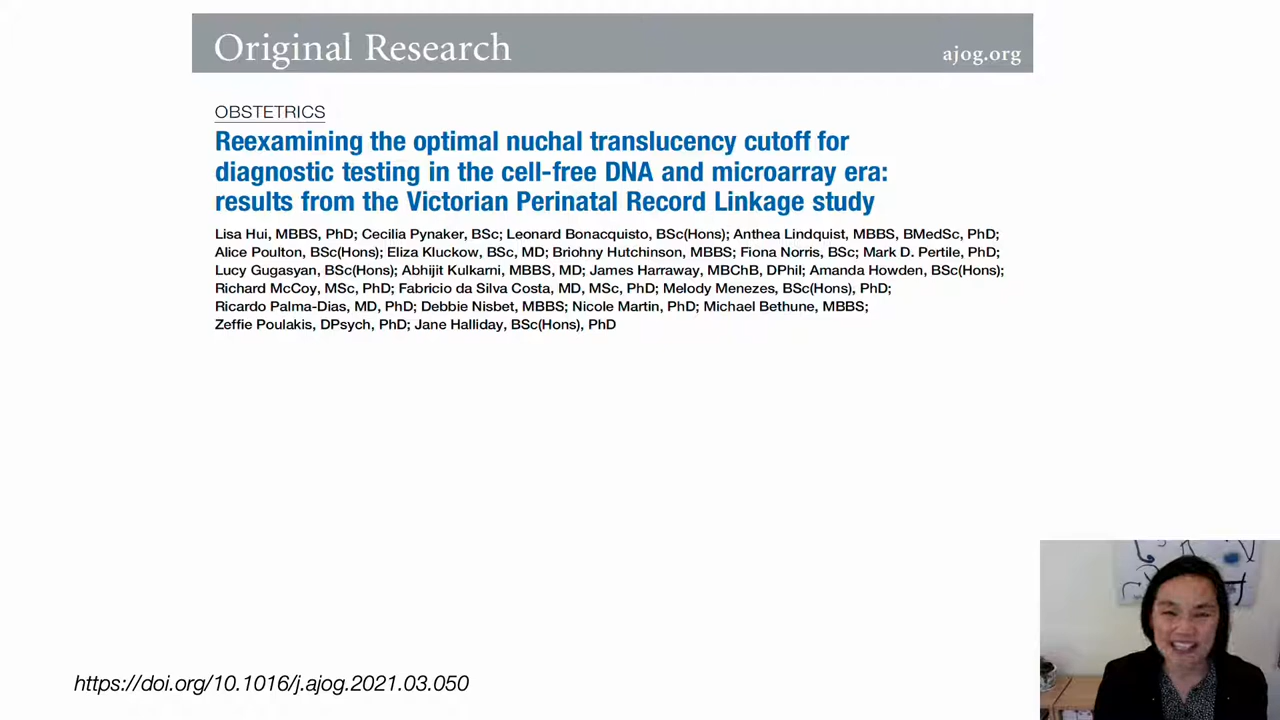 Original Research
ajog.org
OBSTETRICS
Reexamining the optimal nuchal translucency cutoff for
diagnostic testing in the cell-free DNA and microarray era:
results from the Victorian Perinatal Record Linkage study
Lisa Hui, MBBS, PhD; Cecilia Pynaker, BSc; Leonard Bonacquisto, BSc(Hons); Anthea Lindquist, MBBS, BMedSc, PhD;
Alice Poulton, BSc(Hons); Eliza Kluckow, BSc, MD; Briohny Hutchinson, MBBS; Fiona Norris, BSc; Mark D. Pertile, PhD;
Lucy Gugasyan, BSc(Hons); Abhijit Kulkarni, MBBS, MD; James Harraway, MBChB, DPhil; Amanda Howden, BSc(Hons);
Richard McCoy, MSc, PhD; Fabricio da Silva Costa, MD, MSc, PhD; Melody Menezes, BSc(Hons), PhD;
Ricardo Palma-Dias, MD, PhD; Debbie Nisbet, MBBS; Nicole Martin, PhD; Michael Bethune, MBBS;
Zeffie Poulakis, DPsych, PhD; Jane Halliday, BSc(Hons), PhD
https://doi.org/10.1016/j.ajog.2021.03.050